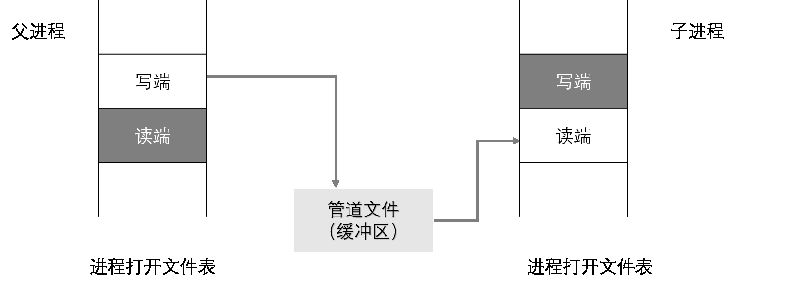 父进程
子进程
写端
写端
读端
读端
管道文件
（缓冲区）
进程打开文件表
进程打开文件表